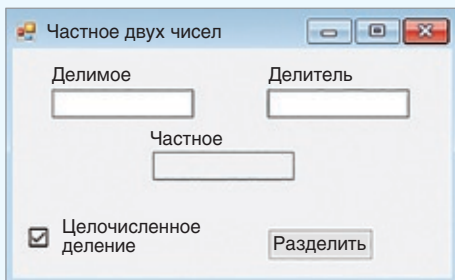 Частное двух чисел
Делимое
Делитель
Частное
Целочисленное
деление
Разделить